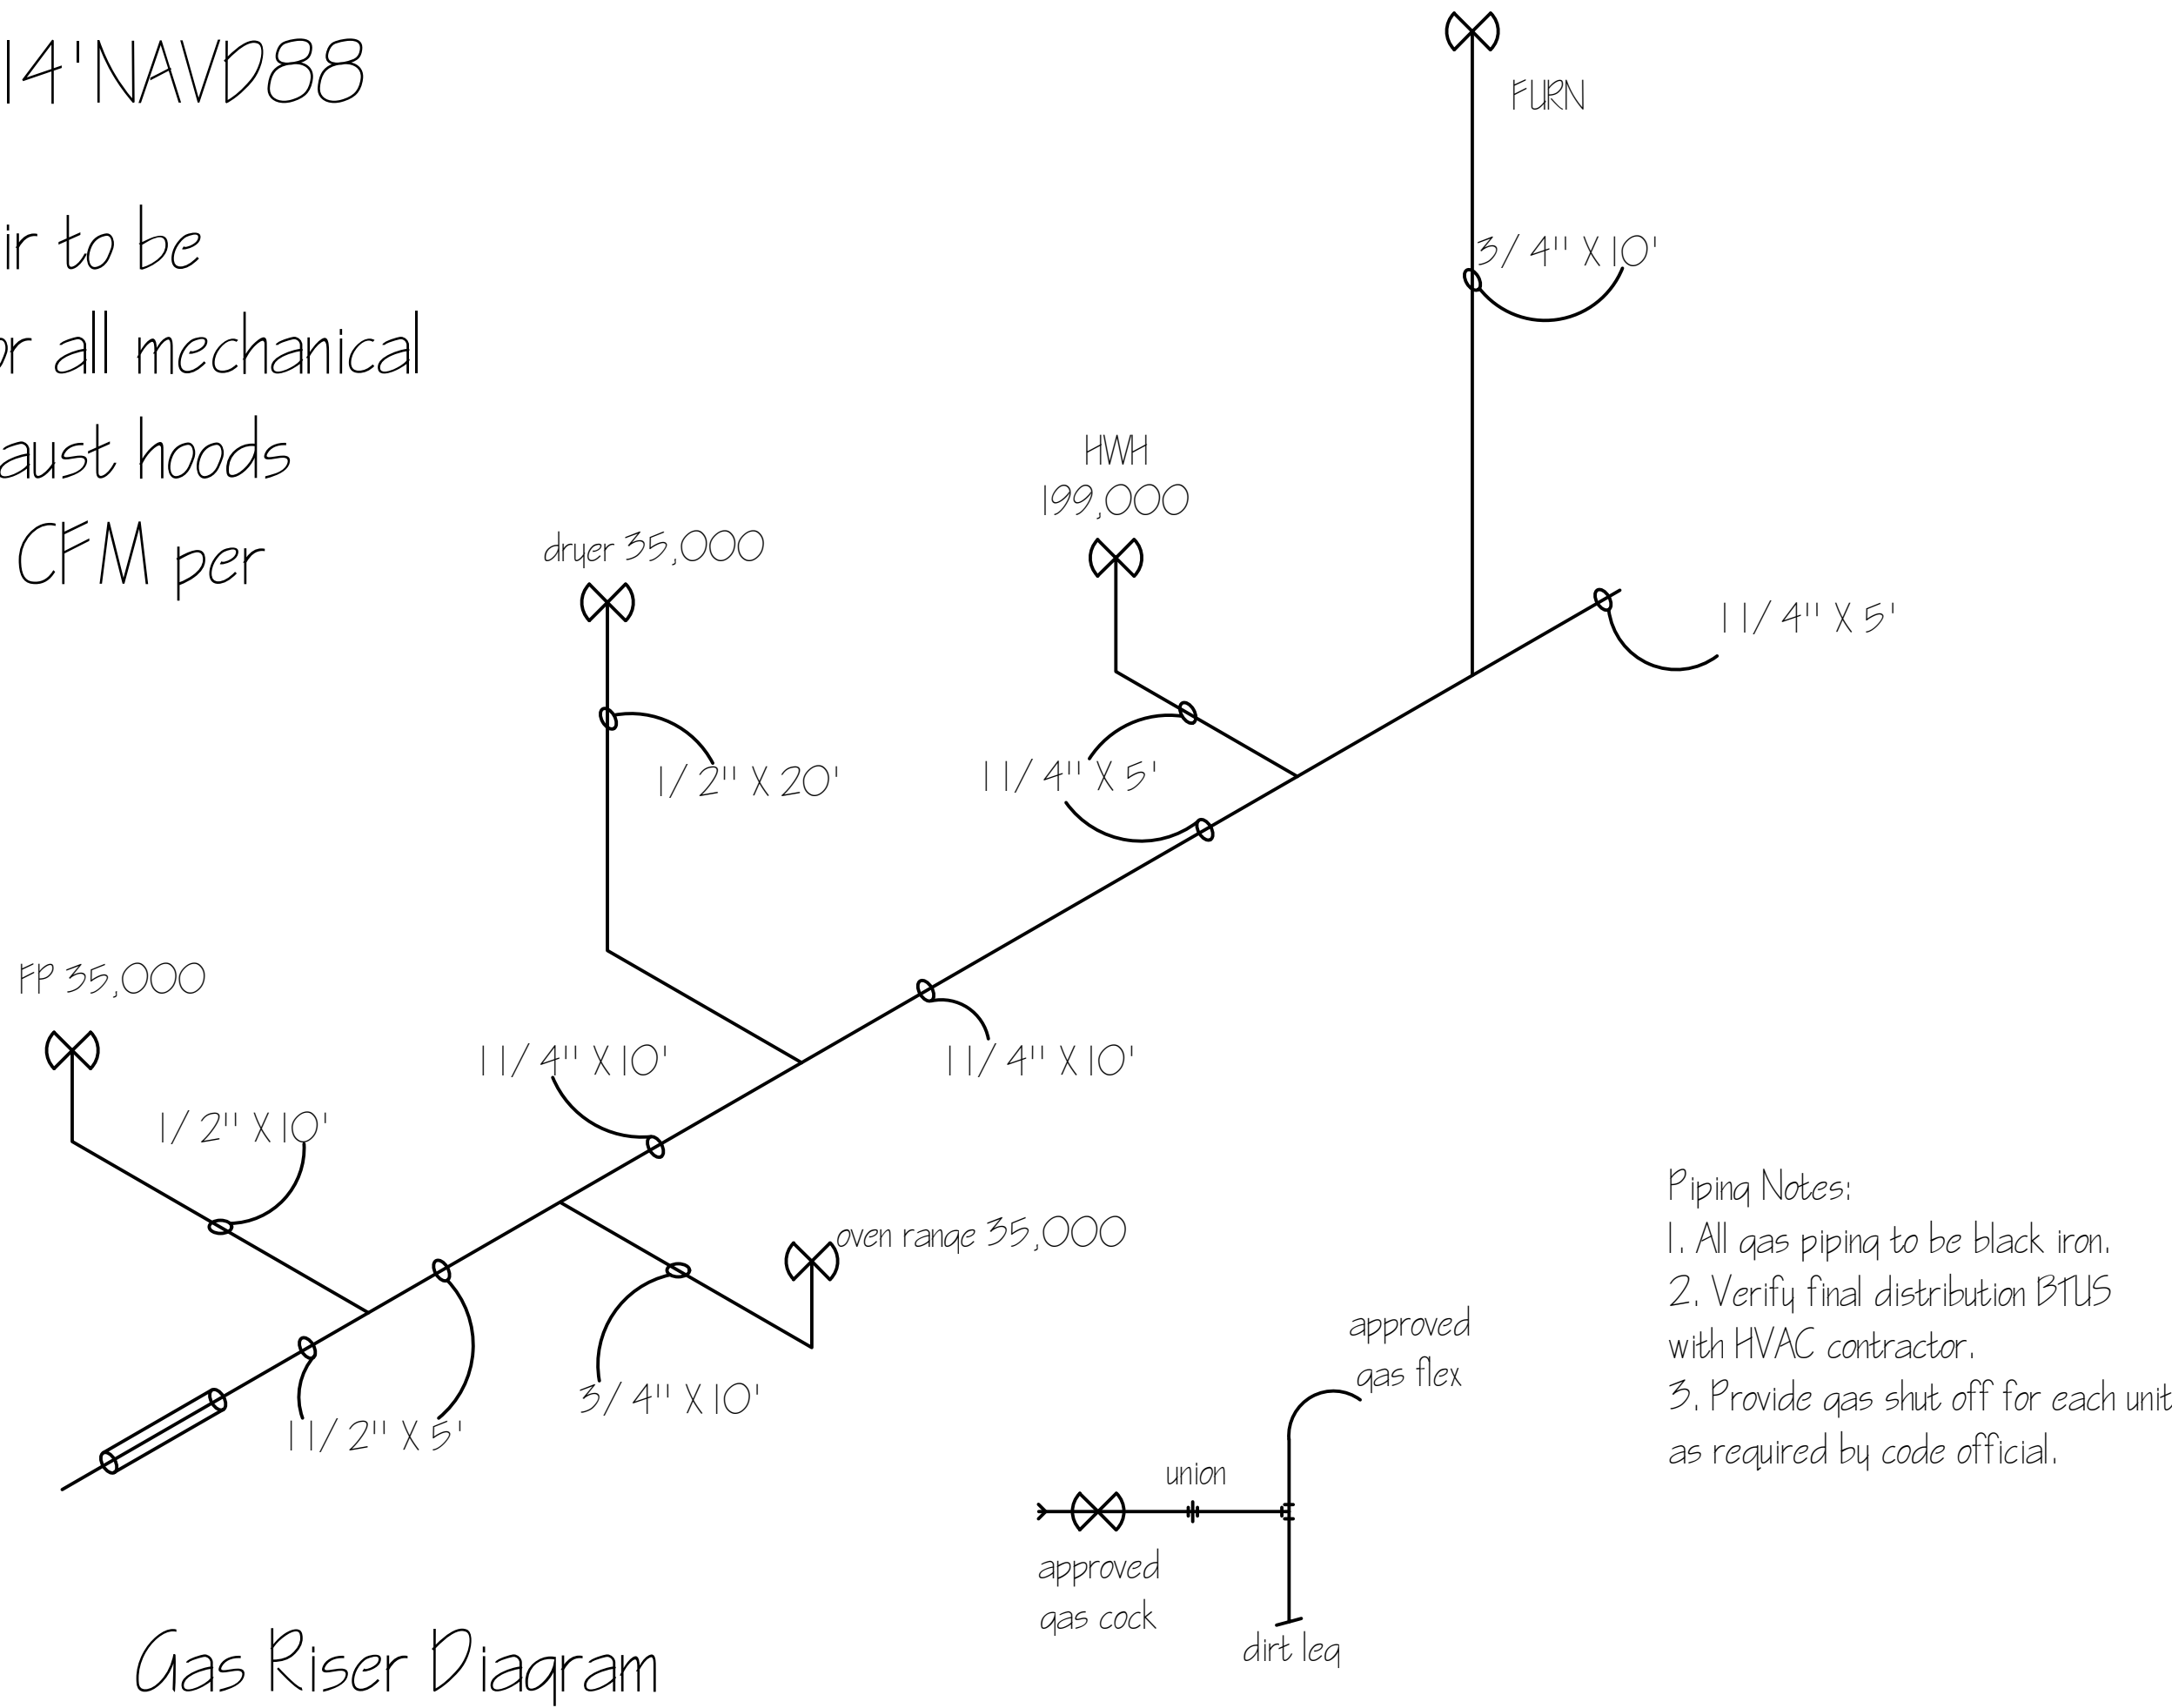 14' NAVD88
ir to be
or all mechanical
aust hoods
CFM per
FURN
3/4" X 10'
HWH
199,000
dryer 35,000
1 1/4" X 5'
1/2" X 20'
1 1/4" X 5'
FP 35,000
1 1/4" X 10'
1 1/4" X 10'
1/2" X 10'
oven range 35,000
3/4" X 10'
1 1/2" X 5'
Piping Notes:
1. All gas piping to be black iron.
2. Verify final distribution BTUS
with HVAC contractor.
3. Provide gas shut off for each unit
as required by code official.
approved
gas flex
union
approved
gas cock
dirt leg
Gas Riser Diagram